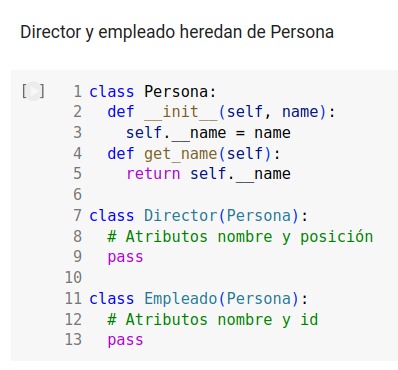 Director y empleado heredan de Persona
[ ] 1 class Persona:
2   def __init__(self, name):
3     self.__name = name
4   def get_name(self):
5     return self.__name
6
7 class Director(Persona):
8   # Atributos nombre y posición
9   pass
10
11 class Empleado(Persona):
12   # Atributos nombre y id
13   pass